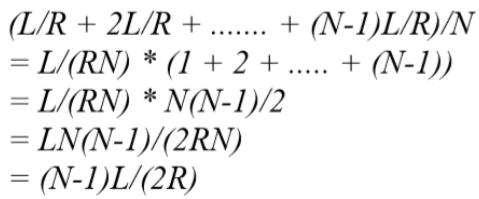 (L/R + 2L/R + ....... + (N-1)L/R)/N
= L/(RN) * (1 + 2 + ..... + (N-1))
= L/(RN) * N(N-1)/2
= LN(N-1)/(2RN)
= (N-1)L/(2R)